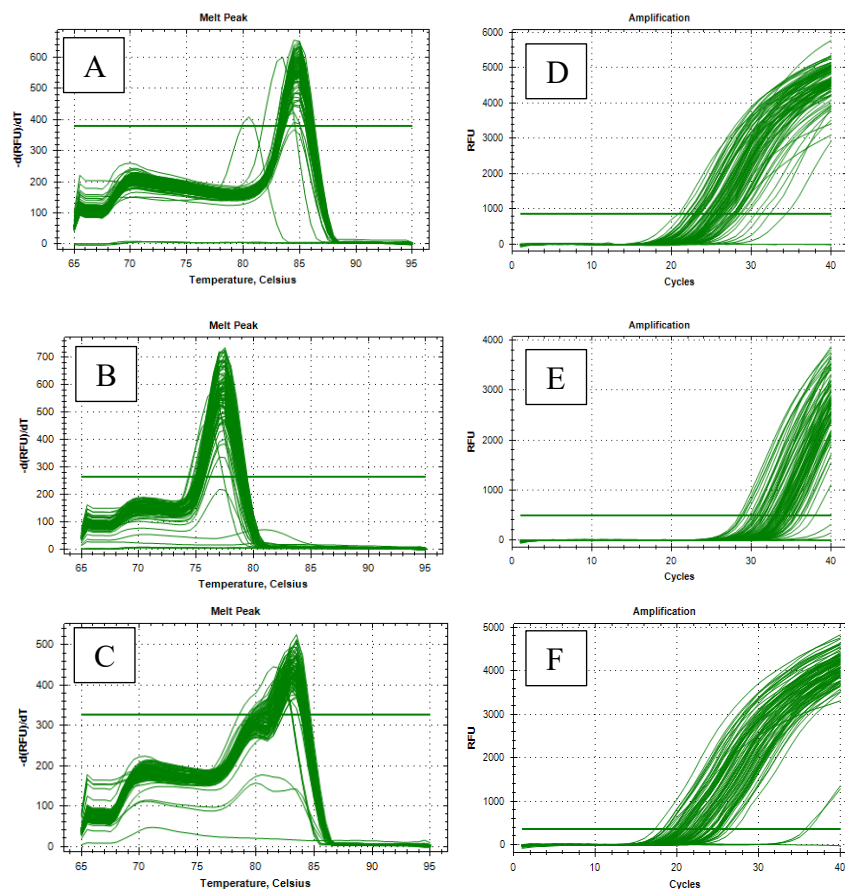 Melt Peak
A
600
500
400
300
200
100
0
-d(RFU)/dT
65 70 75 80 85 90 95
Temperature, Celsius
Amplification
D
6000
5000
4000
3000
2000
1000
0
RFU
0 10 20 30 40
Cycles
Melt Peak
B
700
600
500
400
300
200
100
0
-d(RFU)/dT
65 70 75 80 85 90 95
Temperature, Celsius
Amplification
E
4000
3000
2000
1000
0
RFU
0 10 20 30 40
Cycles
Melt Peak
C
500
400
300
200
100
0
-d(RFU)/dT
65 70 75 80 85 90 95
Temperature, Celsius
Amplification
F
5000
4000
3000
2000
1000
0
RFU
0 10 20 30 40
Cycles